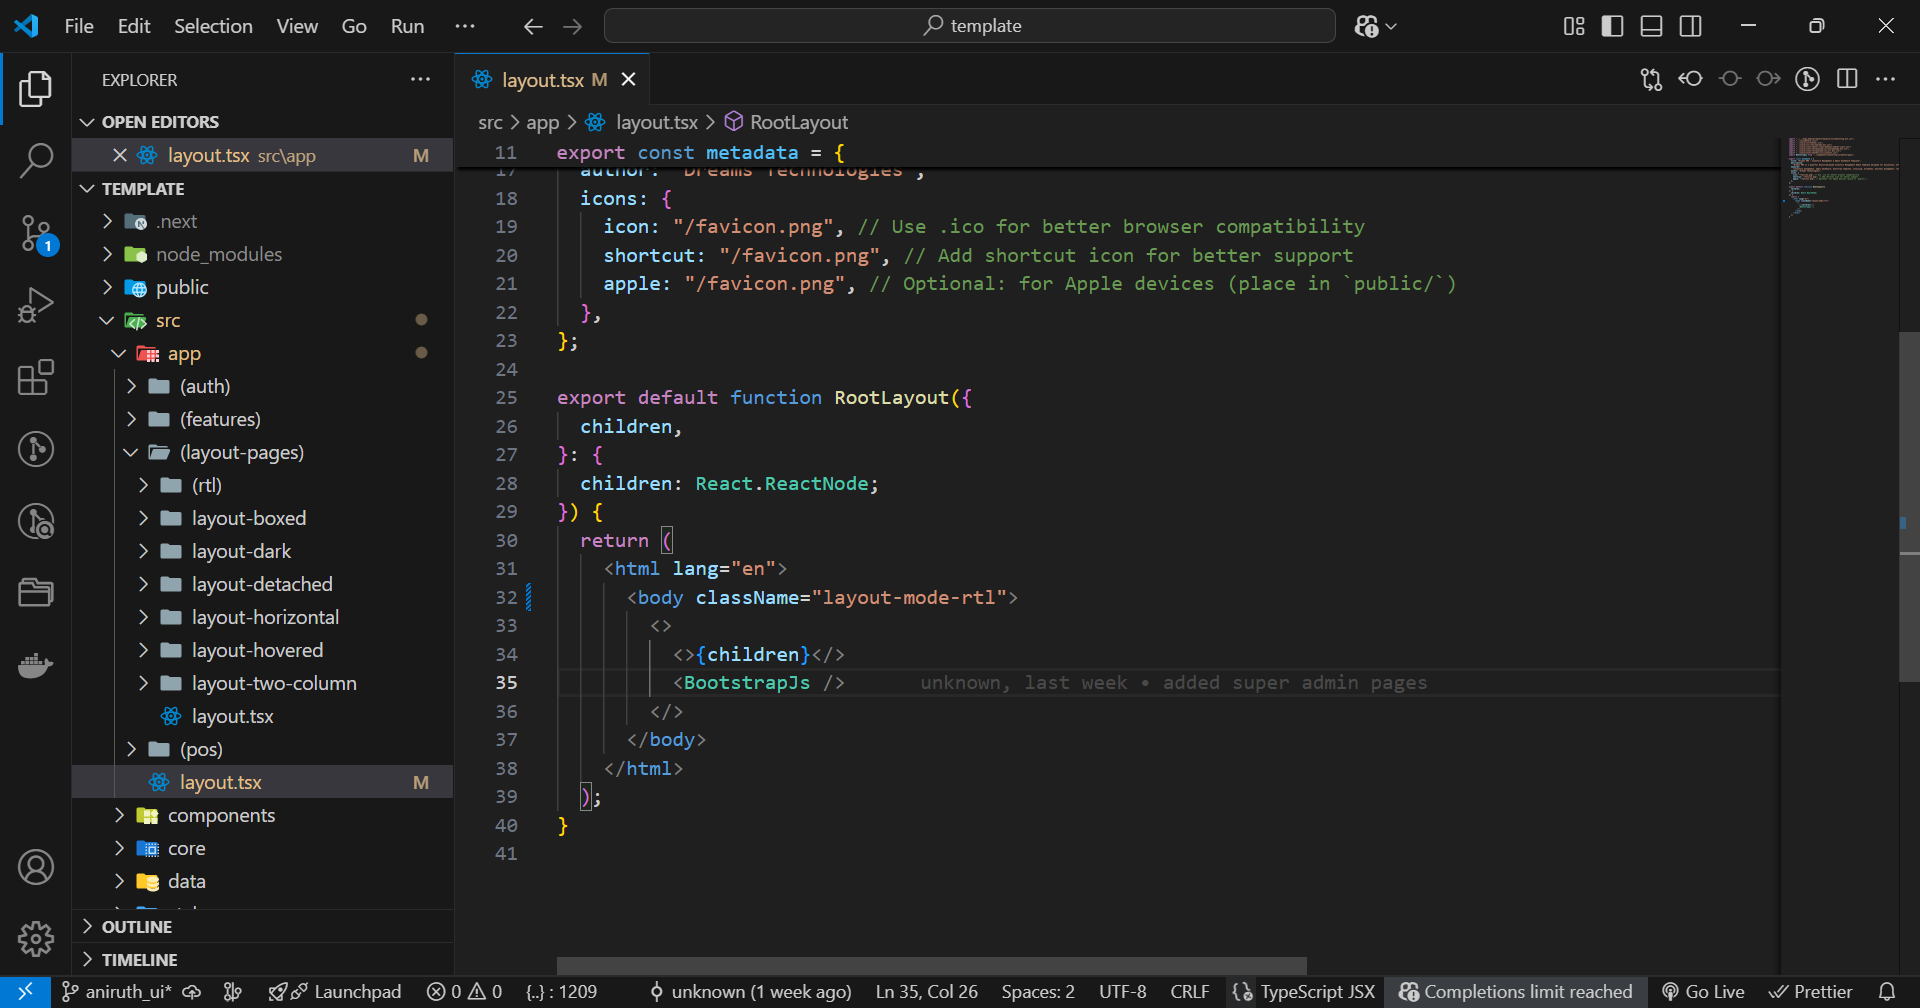 File Edit Selection View Go Run ··· template
EXPLORER ···
OPEN EDITORS
layout.tsx src\app M
TEMPLATE
.next
node_modules
public
src
app
(auth)
(features)
(layout-pages)
(rtl)
layout-boxed
layout-dark
layout-detached
layout-horizontal
layout-hovered
layout-two-column
layout.tsx
(pos)
layout.tsx M
components
core
data
OUTLINE
TIMELINE
1
layout.tsx M
src > app > layout.tsx > RootLayout
11 export const metadata = {
17 author: "Dreams Technologies",
18 icons: {
19 icon: "/favicon.png", // Use .ico for better browser compatibility
20 shortcut: "/favicon.png", // Add shortcut icon for better support
21 apple: "/favicon.png", // Optional: for Apple devices (place in `public/`)
22 },
23 };
24
25 export default function RootLayout({
26 children,
27 }: {
28 children: React.ReactNode;
29 }) {
30 return (
31 <html lang="en">
32 <body className="layout-mode-rtl">
33 <>
34 <>{children}</>
35 <BootstrapJs /> unknown, last week • added super admin pages
36 </>
37 </body>
38 </html>
39 );
40 }
41
aniruth_ui* Launchpad 0 0 {..} : 1209 unknown (1 week ago) Ln 35, Col 26 Spaces: 2 UTF-8 CRLF TypeScript JSX Completions limit reached Go Live Prettier